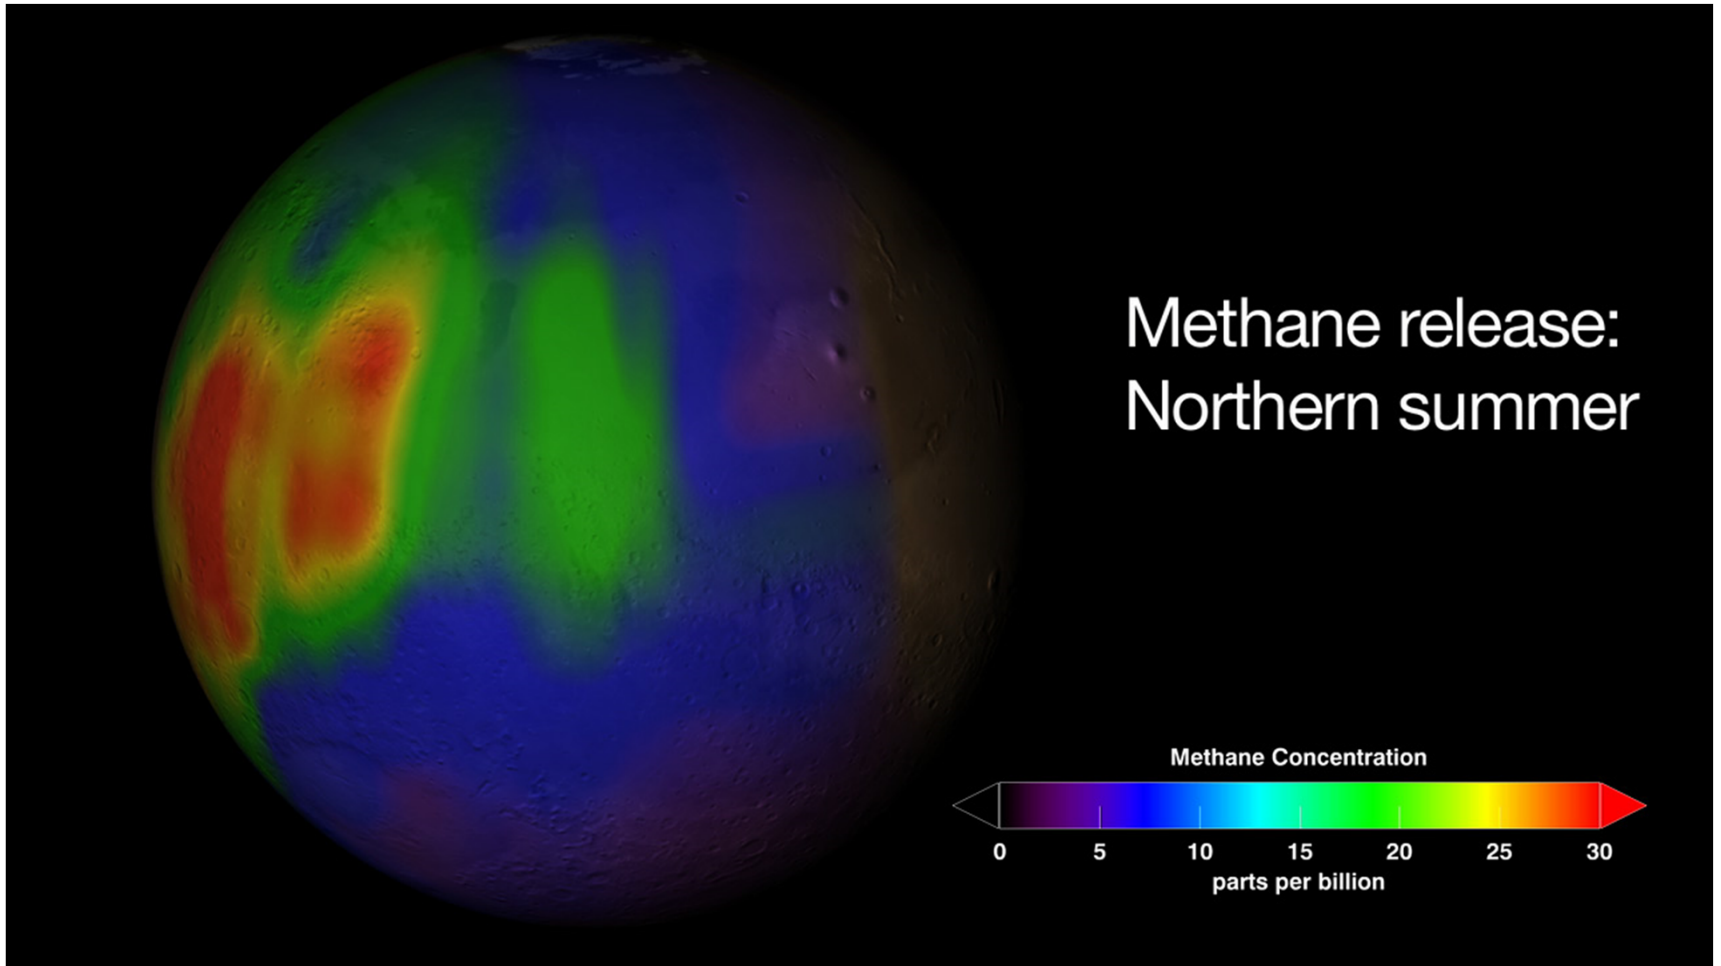 Methane release:
Northern summer
Methane Concentration
0 5 10 15 20 25 30
parts per billion